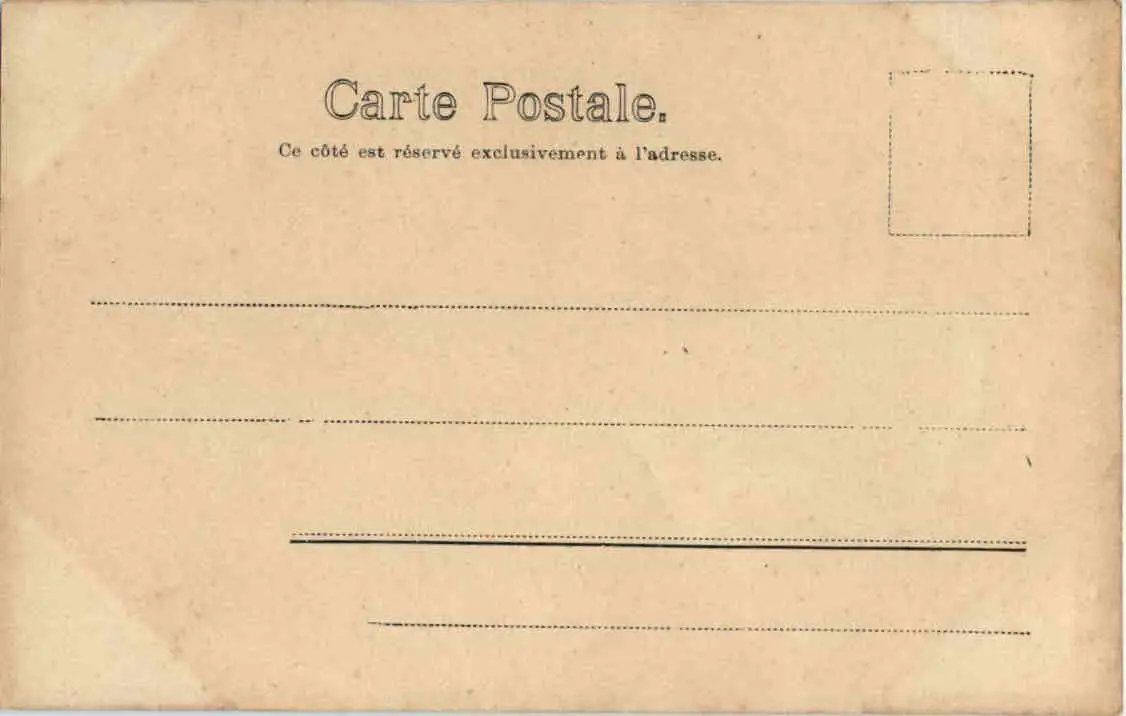 Carte Postale.
Ce côté est réservé exclusivement à l'adresse.